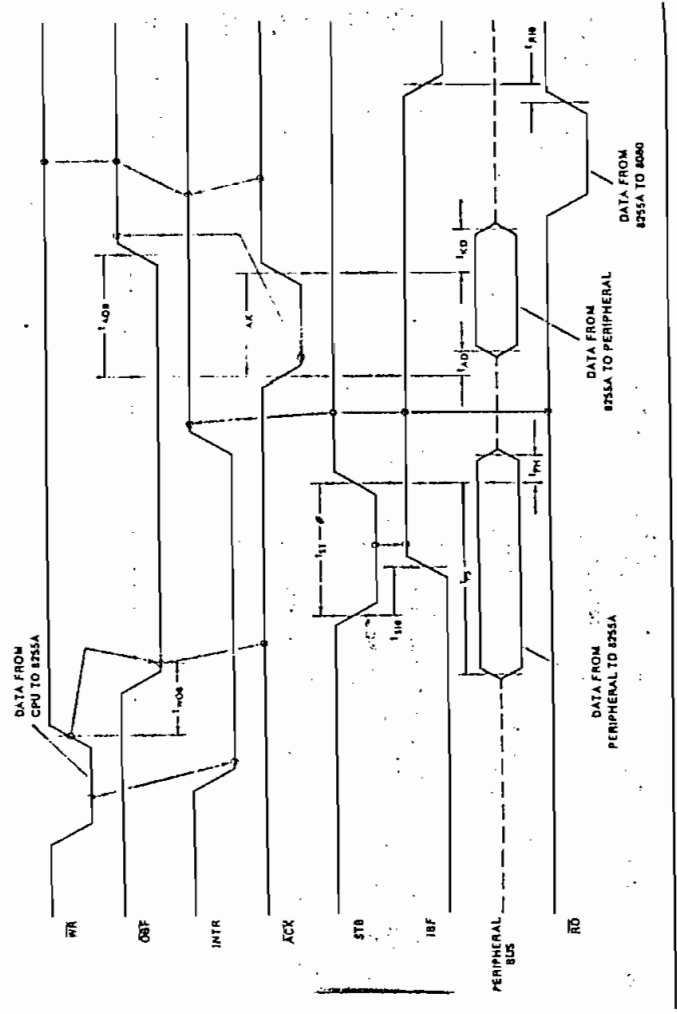 DATA FROM
CPU TO 8255A
WR
tWOB
tAOB
OBF
INTR
tAK
ACK
tST
STB
tSIB
IBF
tPS
tPH
tAD
tKD
PERIPHERAL
BUS
tRIB
RD
DATA FROM
PERIPHERAL TO 8255A
DATA FROM
8255A TO PERIPHERAL
DATA FROM
8255A TO 8080